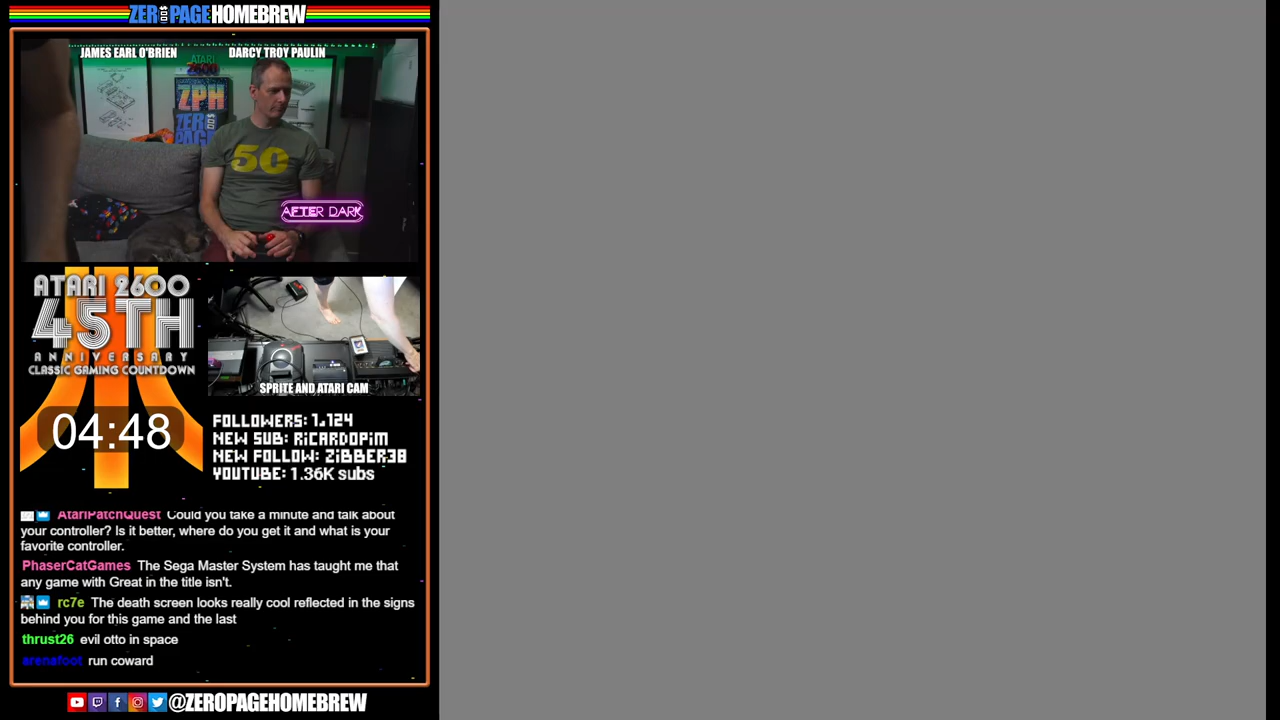 ZER PAGE HOMEBREW
JAMES EARL O'BRIEN
DARCY TROY PAULIN
ATARI
ZPH
ZERO
PAGE
50
AFTER DARK
ATARI 2600
45TH
ANNIVERSARY
CLASSIC GAMING COUNTDOWN
04:48
SPRITE AND ATARI CAM
FOLLOWERS: 1,124
NEW SUB: RICARDOPIM
NEW FOLLOW: ZIBBER38
YOUTUBE: 1.36K subs
AtariPatchQuest Could you take a minute and talk about
your controller? Is it better, where do you get it and what is your
favorite controller.
PhaserCatGames The Sega Master System has taught me that
any game with Great in the title isn't.
rc7e The death screen looks really cool reflected in the signs
behind you for this game and the last
thrust26 evil otto in space
arenafoot run coward
@ZEROPAGEHOMEBREW